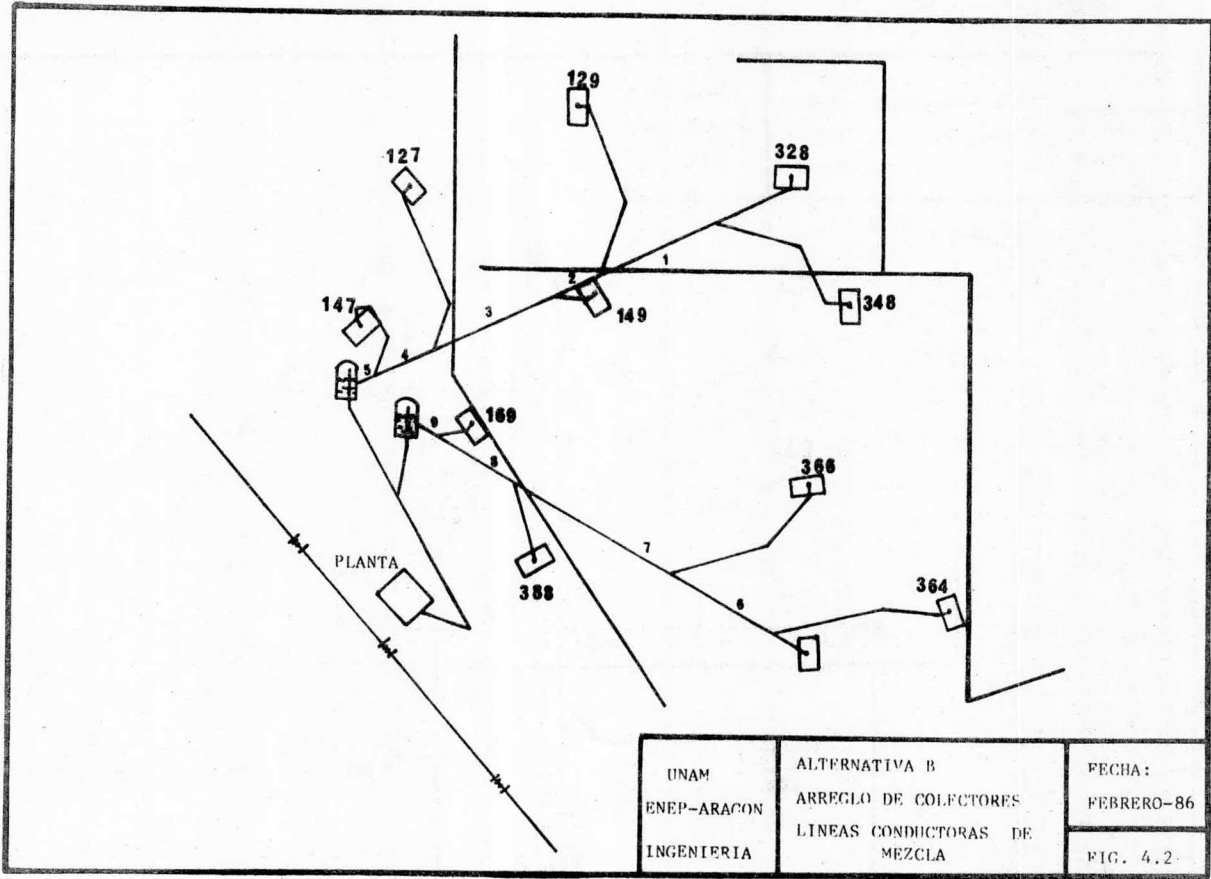 129
127
328
1
2
147
3
149
348
4
5
169
9
8
366
7
PLANTA
388
364
6
UNAM
ENEP-ARAGON
INGENIERIA
ALTERNATIVA B
ARREGLO DE COLECTORES
LINEAS CONDUCTORAS DE
MEZCLA
FECHA:
FEBRERO-86
FIG. 4.2